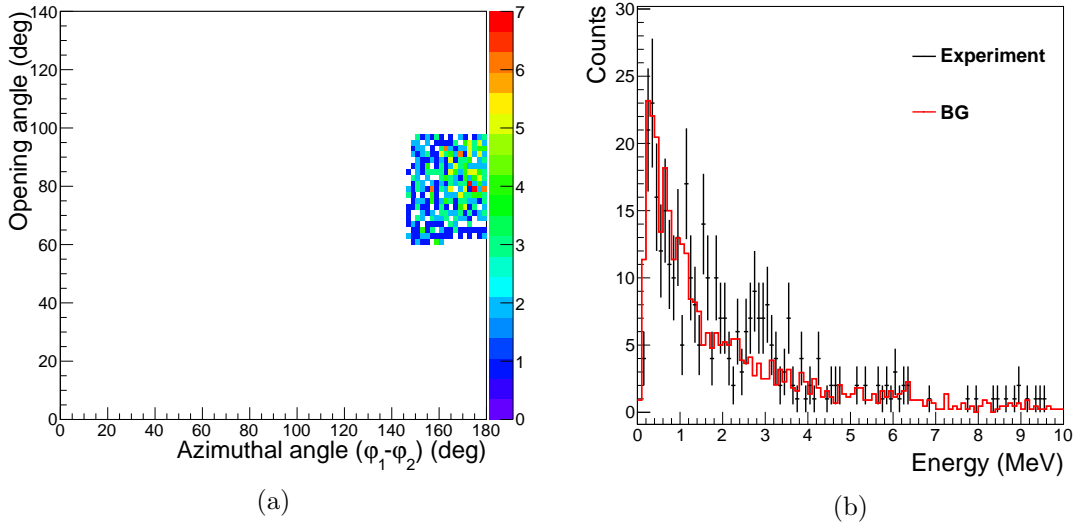 Opening angle (deg)
140
120
100
80
60
40
20
0
0 20 40 60 80 100 120 140 160 180
Azimuthal angle (φ1-φ2) (deg)
7
6
5
4
3
2
1
0
(a)
Counts
30
25
20
15
10
5
0
Experiment
BG
0 1 2 3 4 5 6 7 8 9 10
Energy (MeV)
(b)